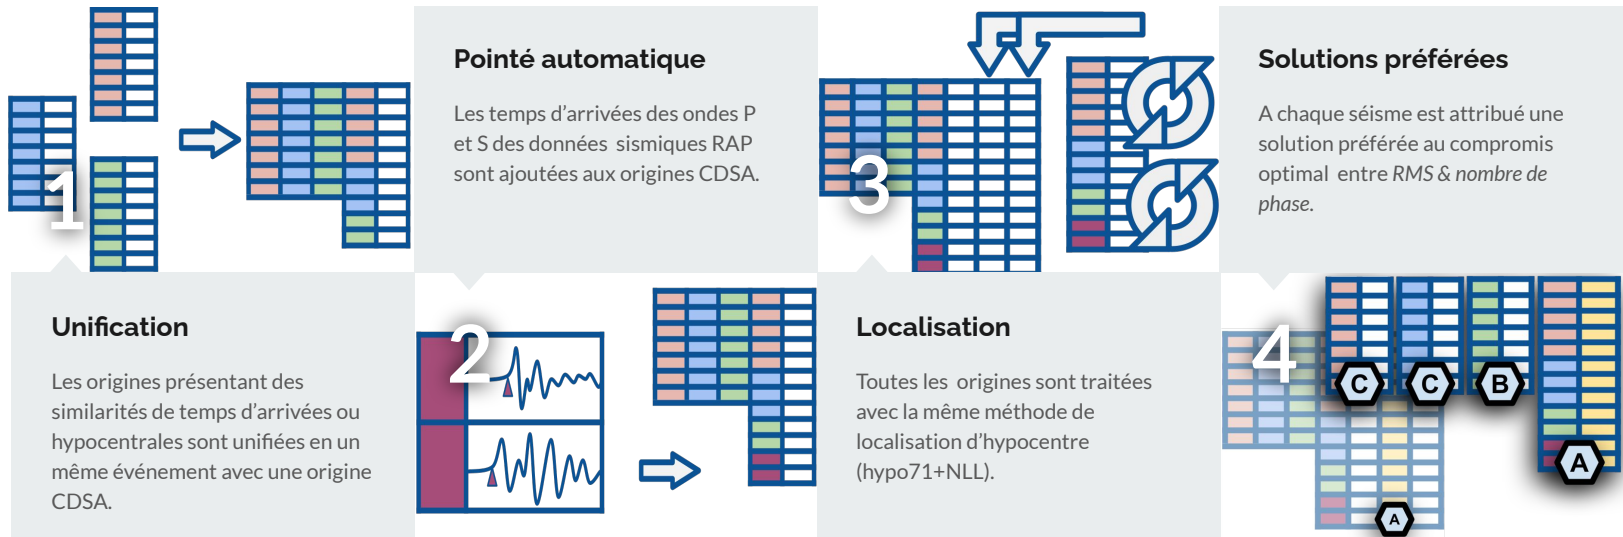 1
Unification
Les origines présentant des
similarités de temps d’arrivées ou
hypocentrales sont unifiées en un
même événement avec une origine
CDSA.
Pointé automatique
Les temps d’arrivées des ondes P
et S des données  sismiques RAP
sont ajoutées aux origines CDSA.
2
3
Localisation
Toutes les  origines sont traitées
avec la même méthode de
localisation d’hypocentre
(hypo71+NLL).
Solutions préférées
A chaque séisme est attribué une
solution préférée au compromis
optimal  entre RMS & nombre de
phase.
4
C
C
B
A
A